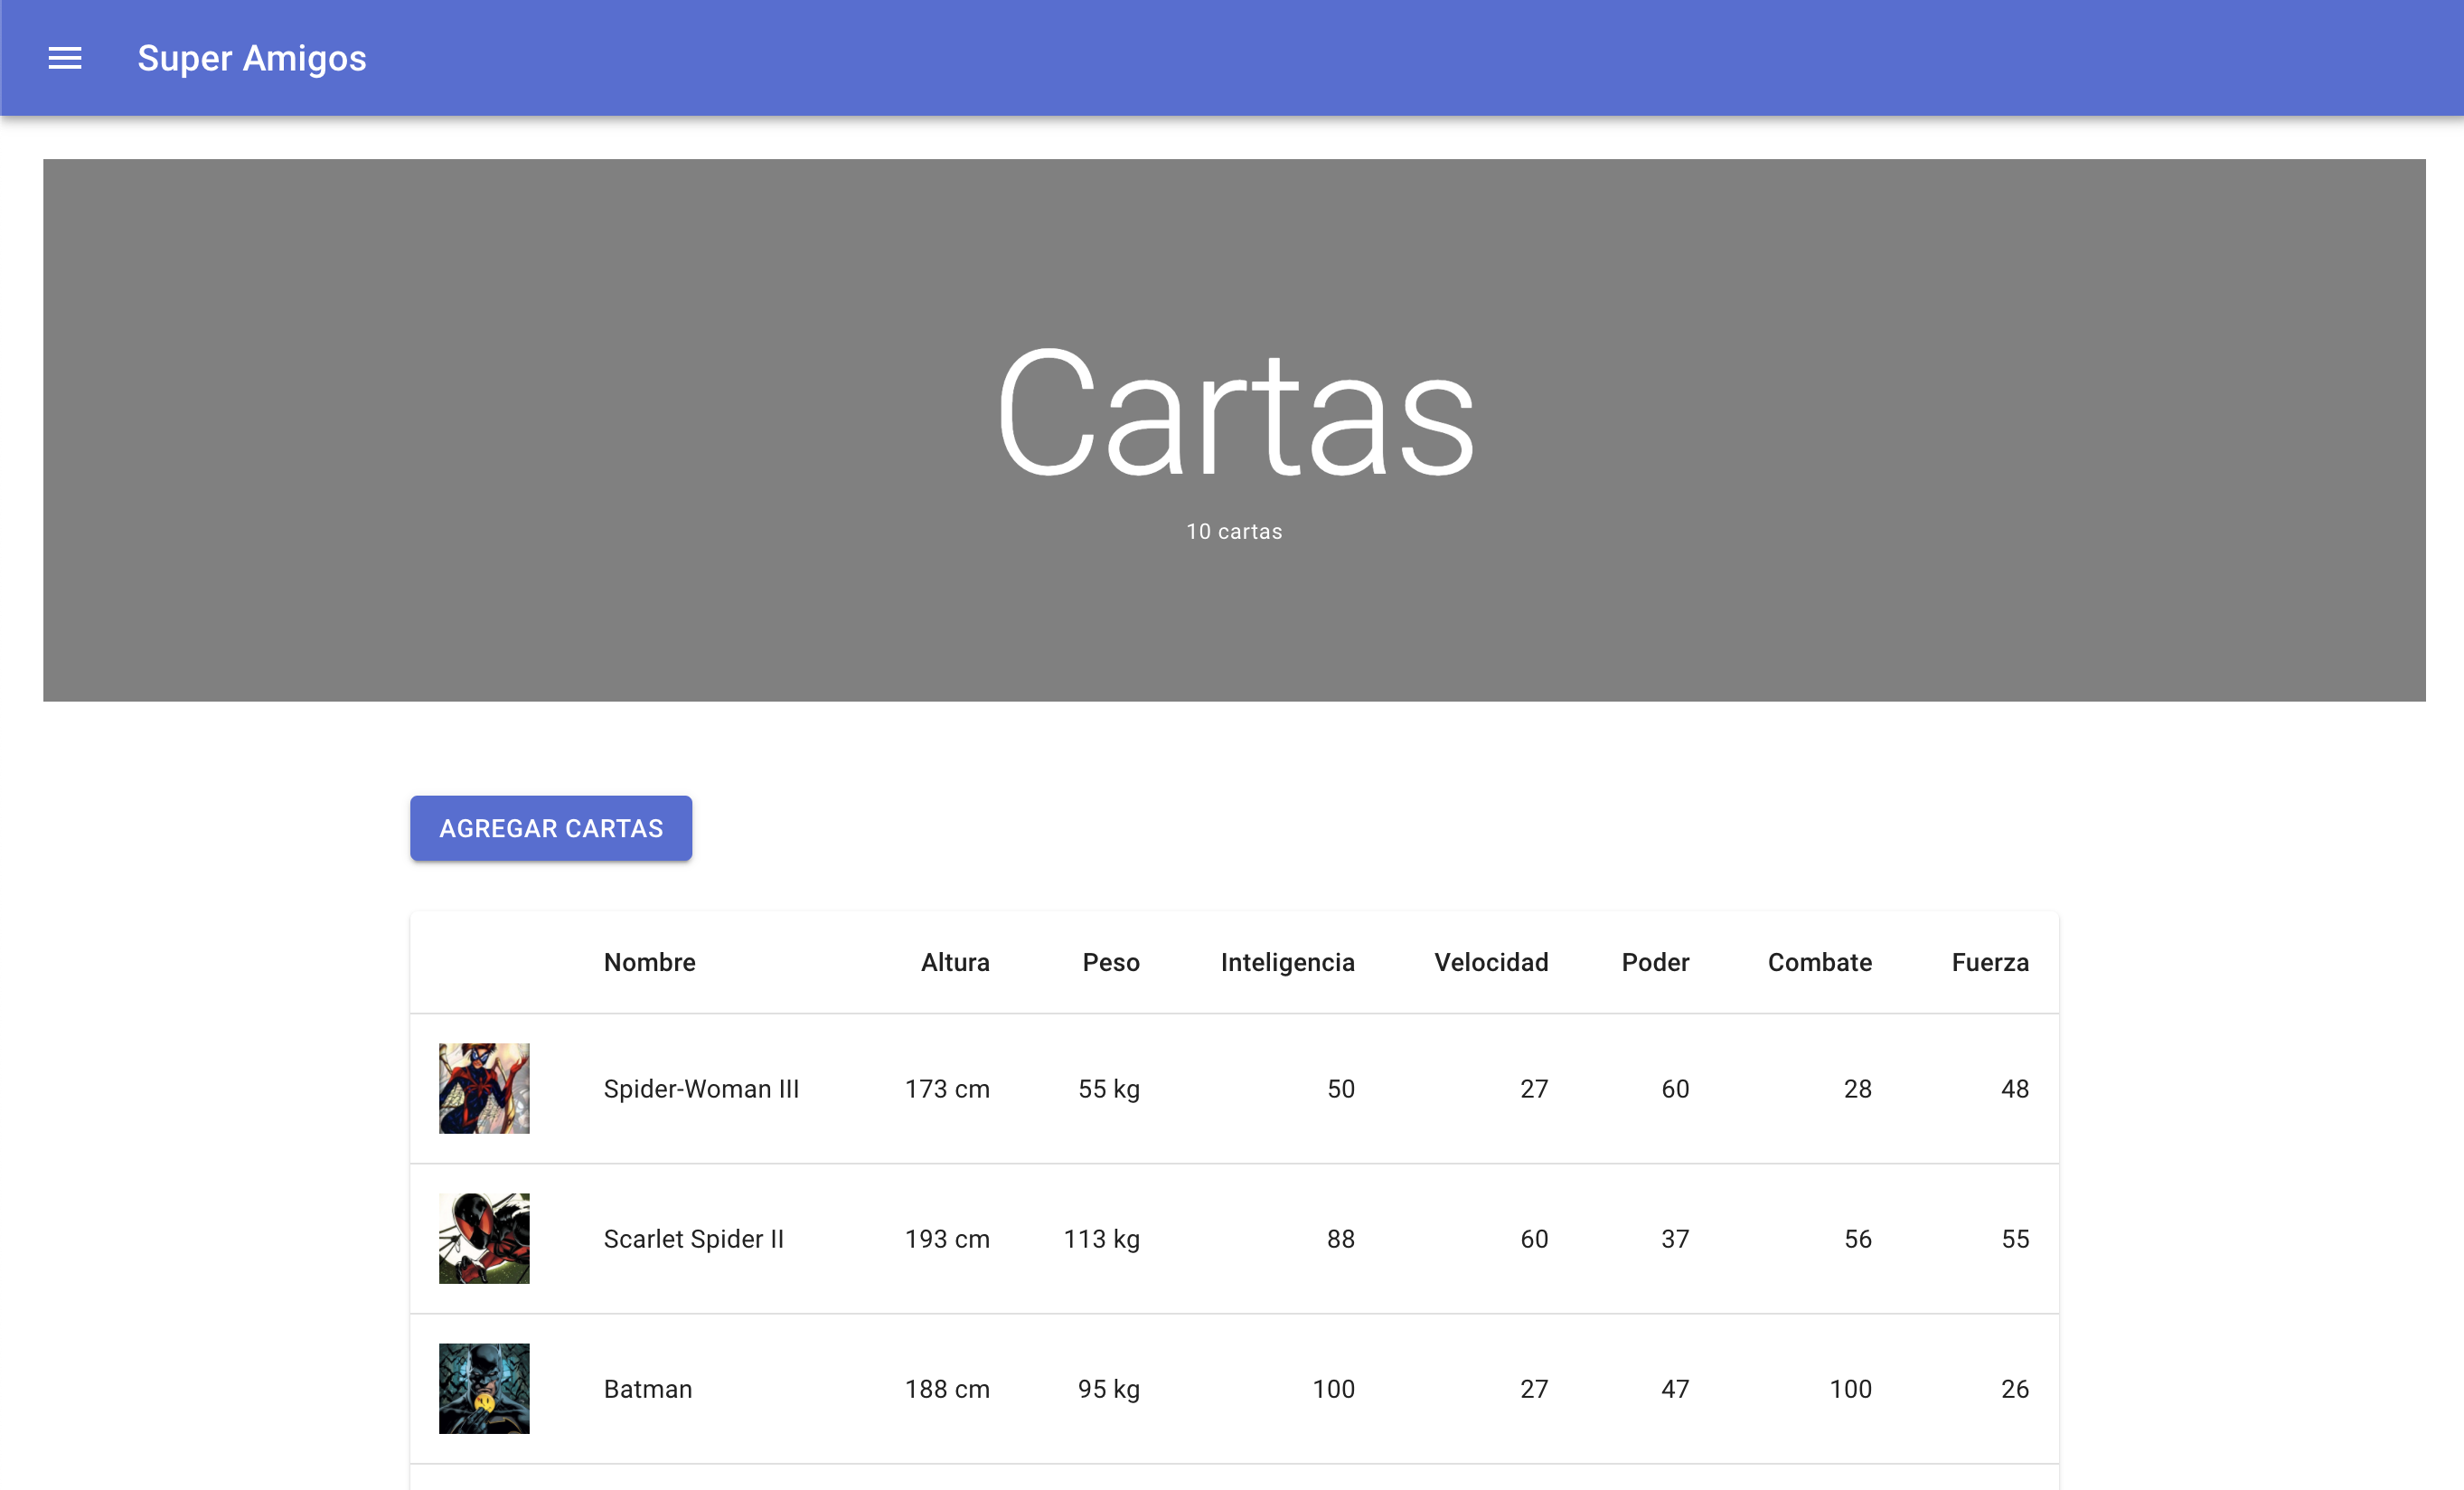 Super Amigos
Cartas
10 cartas
AGREGAR CARTAS
Nombre Altura Peso Inteligencia Velocidad Poder Combate Fuerza
Spider-Woman III 173 cm 55 kg 50 27 60 28 48
Scarlet Spider II 193 cm 113 kg 88 60 37 56 55
Batman 188 cm 95 kg 100 27 47 100 26